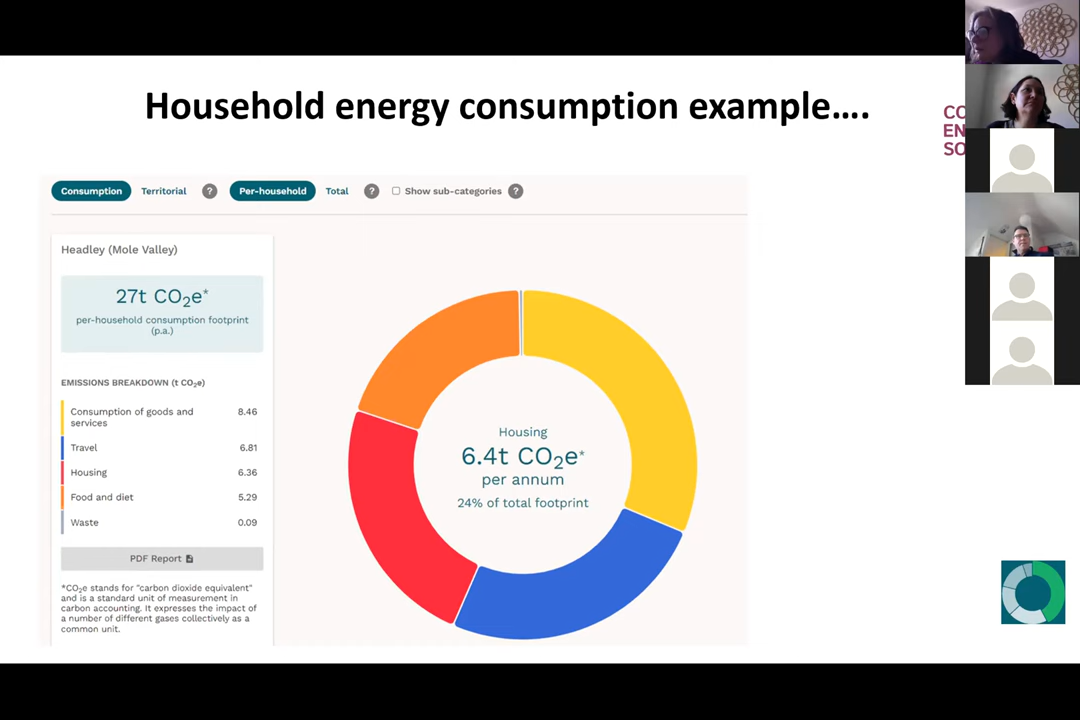 Household energy consumption example….
CO
EN
SO
Consumption Territorial ? Per-household Total ? Show sub-categories ?
Headley (Mole Valley)
27t CO₂e*
per-household consumption footprint
(p.a.)
EMISSIONS BREAKDOWN (t CO₂e)
Consumption of goods and
services 8.46
Travel 6.81
Housing 6.36
Food and diet 5.29
Waste 0.09
PDF Report
*CO₂e stands for "carbon dioxide equivalent"
and is a standard unit of measurement in
carbon accounting. It expresses the impact of
a number of different gases collectively as a
common unit.
Housing
6.4t CO₂e*
per annum
24% of total footprint